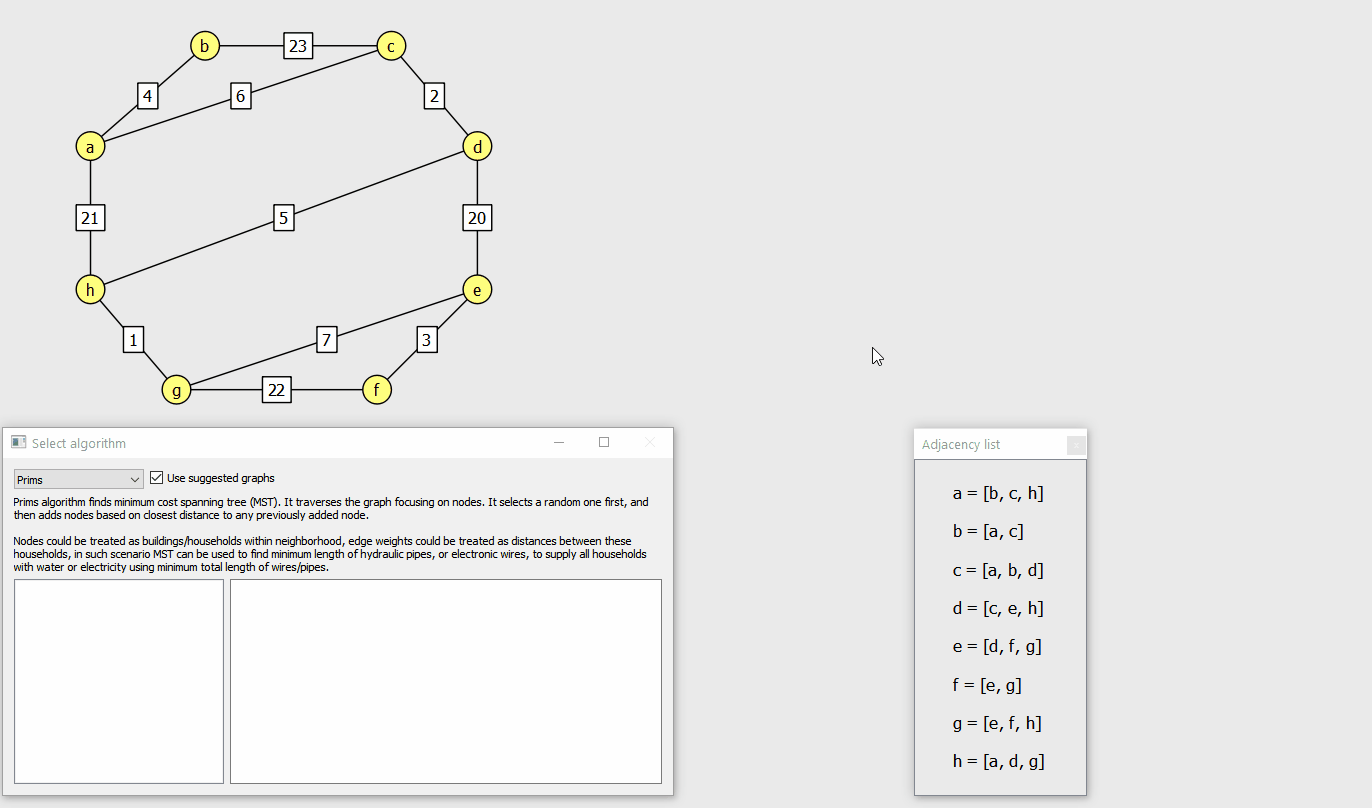 b 23 c
4 6 2
a d
21 5 20
h e
1 7 3
g 22 f
Select algorithm
Prims Use suggested graphs
Prims algorithm finds minimum cost spanning tree (MST). It traverses the graph focusing on nodes. It selects a random one first, and
then adds nodes based on closest distance to any previously added node.
Nodes could be treated as buildings/households within neighborhood, edge weights could be treated as distances between these
households, in such scenario MST can be used to find minimum length of hydraulic pipes, or electronic wires, to supply all households
with water or electricity using minimum total length of wires/pipes.
Adjacency list
a = [b, c, h]
b = [a, c]
c = [a, b, d]
d = [c, e, h]
e = [d, f, g]
f = [e, g]
g = [e, f, h]
h = [a, d, g]